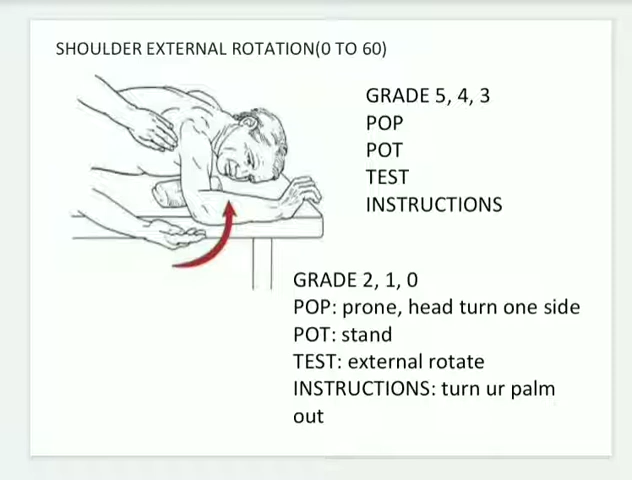 SHOULDER EXTERNAL ROTATION(0 TO 60)
GRADE 5, 4, 3
POP
POT
TEST
INSTRUCTIONS
GRADE 2, 1, 0
POP: prone, head turn one side
POT: stand
TEST: external rotate
INSTRUCTIONS: turn ur palm
out